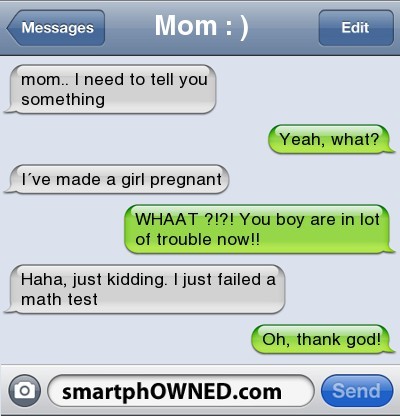 Messages
Mom : )
Edit
mom.. I need to tell you
something
Yeah, what?
I´ve made a girl pregnant
WHAAT ?!?! You boy are in lot
of trouble now!!
Haha, just kidding. I just failed a
math test
Oh, thank god!
smartphOWNED.com
Send